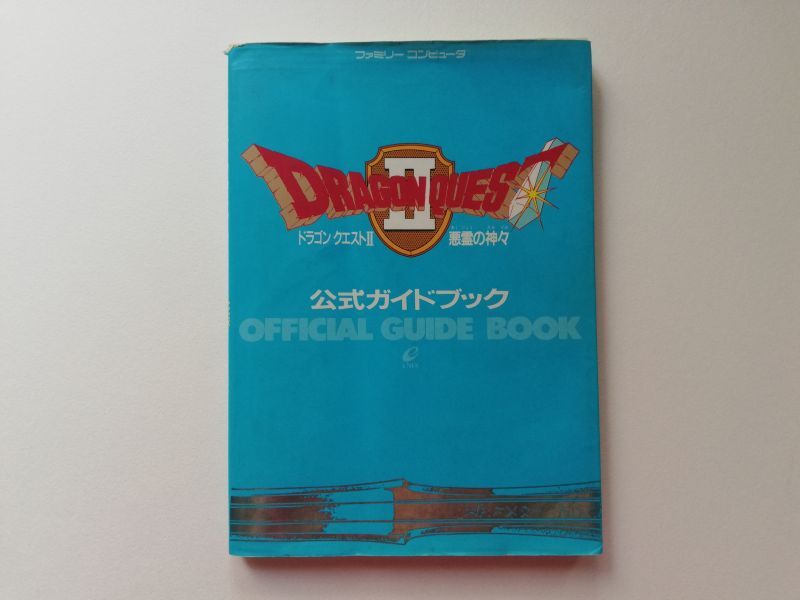 ファミリー コンピュータ
DRAGON QUEST
II
ドラゴン クエストII 悪霊の神々
公式ガイドブック
OFFICIAL GUIDE BOOK
e
ENIX